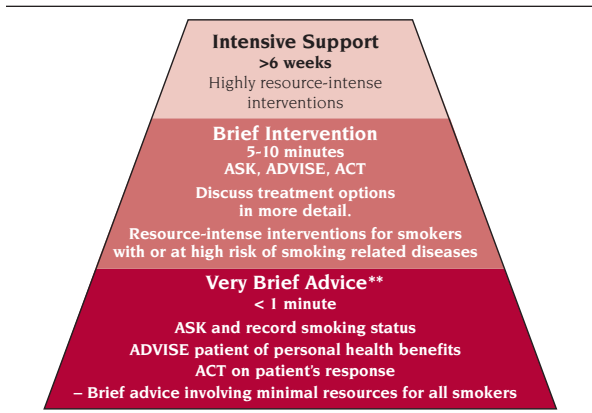 Intensive Support
>6 weeks
Highly resource-intense
interventions
Brief Intervention
5-10 minutes
ASK, ADVISE, ACT
Discuss treatment options
in more detail.
Resource-intense interventions for smokers
with or at high risk of smoking related diseases
Very Brief Advice**
< 1 minute
ASK and record smoking status
ADVISE patient of personal health benefits
ACT on patient’s response
– Brief advice involving minimal resources for all smokers